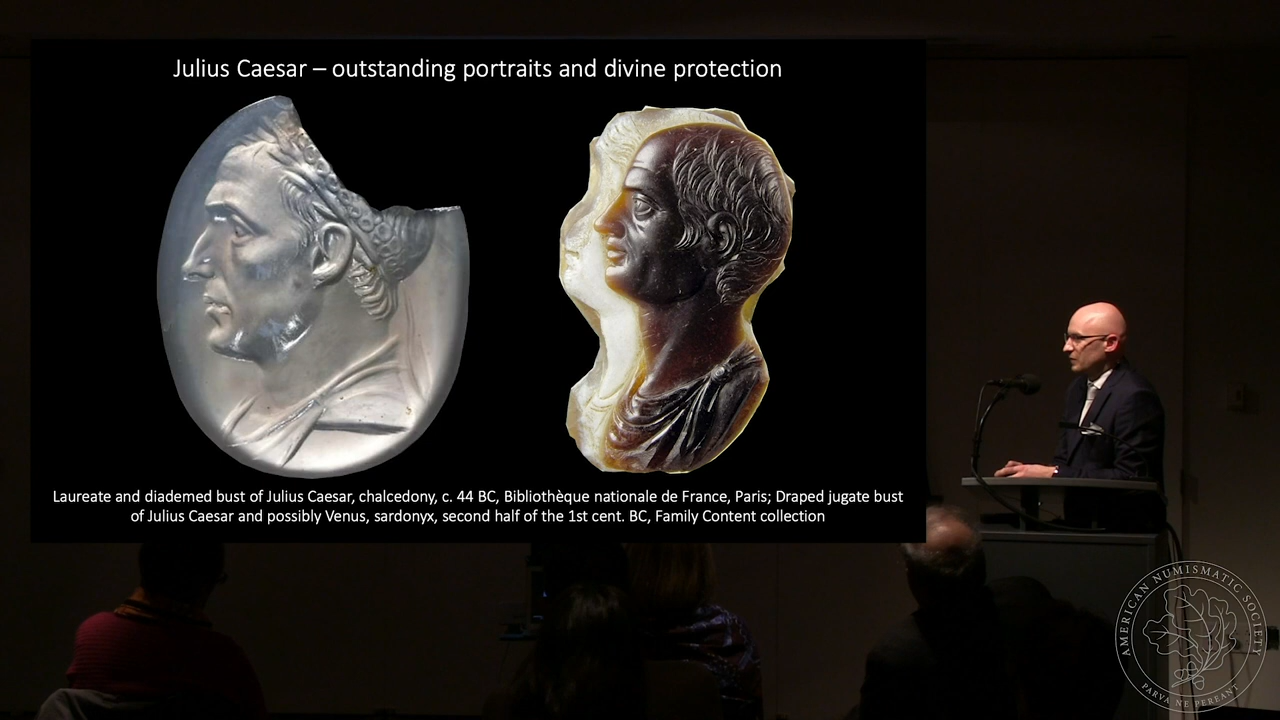 Julius Caesar – outstanding portraits and divine protection
Laureate and diademed bust of Julius Caesar, chalcedony, c. 44 BC, Bibliothèque nationale de France, Paris; Draped jugate bust
of Julius Caesar and possibly Venus, sardonyx, second half of the 1st cent. BC, Family Content collection
AMERICAN NUMISMATIC SOCIETY
PARVA NE PEREANT